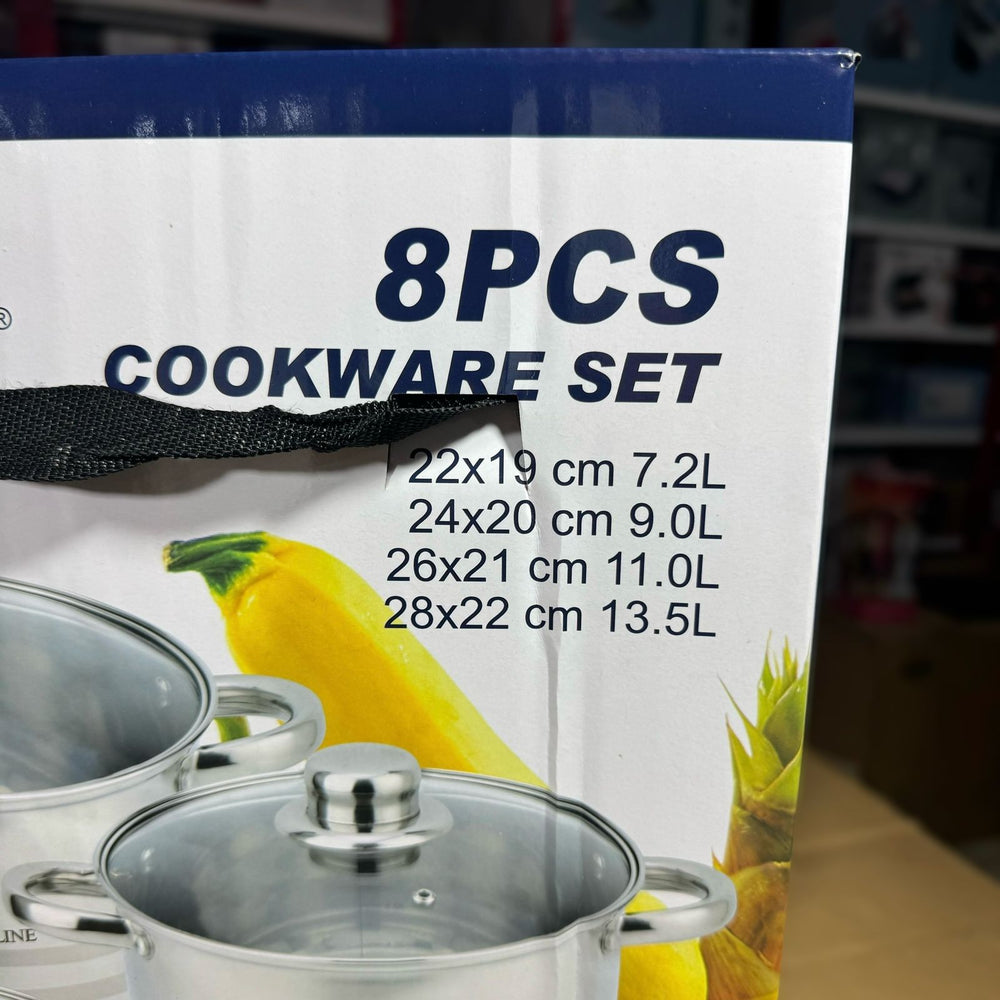 ®
8PCS
COOKWARE SET
22x19 cm 7.2L
24x20 cm 9.0L
26x21 cm 11.0L
28x22 cm 13.5L
LINE